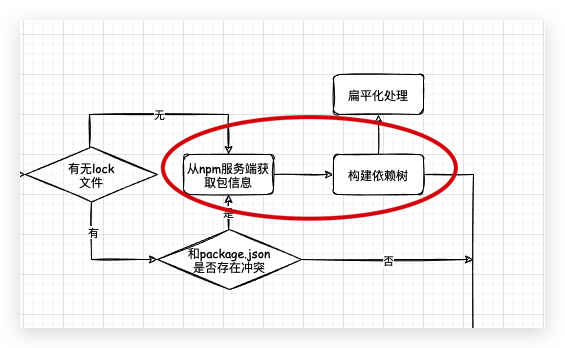 扁平化处理
无
有无lock
文件
从npm服务端获
取包信息
构建依赖树
是
有
和package.json
是否存在冲突
否